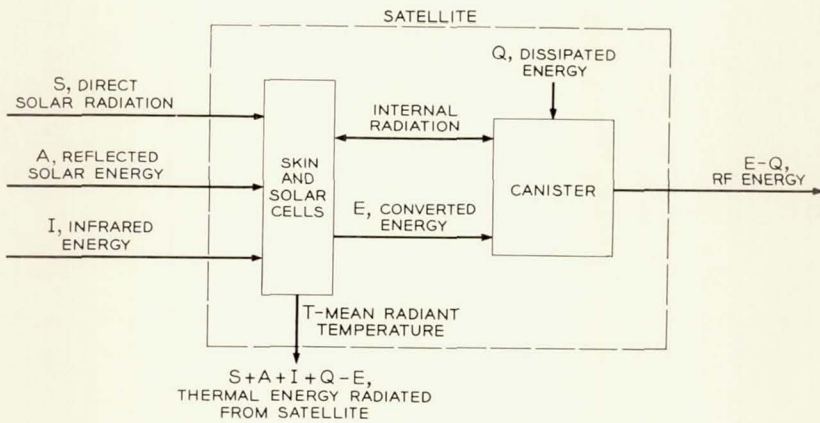 SATELLITE
Q, DISSIPATED
ENERGY
S, DIRECT
SOLAR RADIATION
INTERNAL
RADIATION
A, REFLECTED
SOLAR ENERGY
SKIN
AND
SOLAR
CELLS
CANISTER
E-Q,
RF ENERGY
E, CONVERTED
ENERGY
I, INFRARED
ENERGY
T-MEAN RADIANT
TEMPERATURE
S+A+I+Q-E,
THERMAL ENERGY RADIATED
FROM SATELLITE